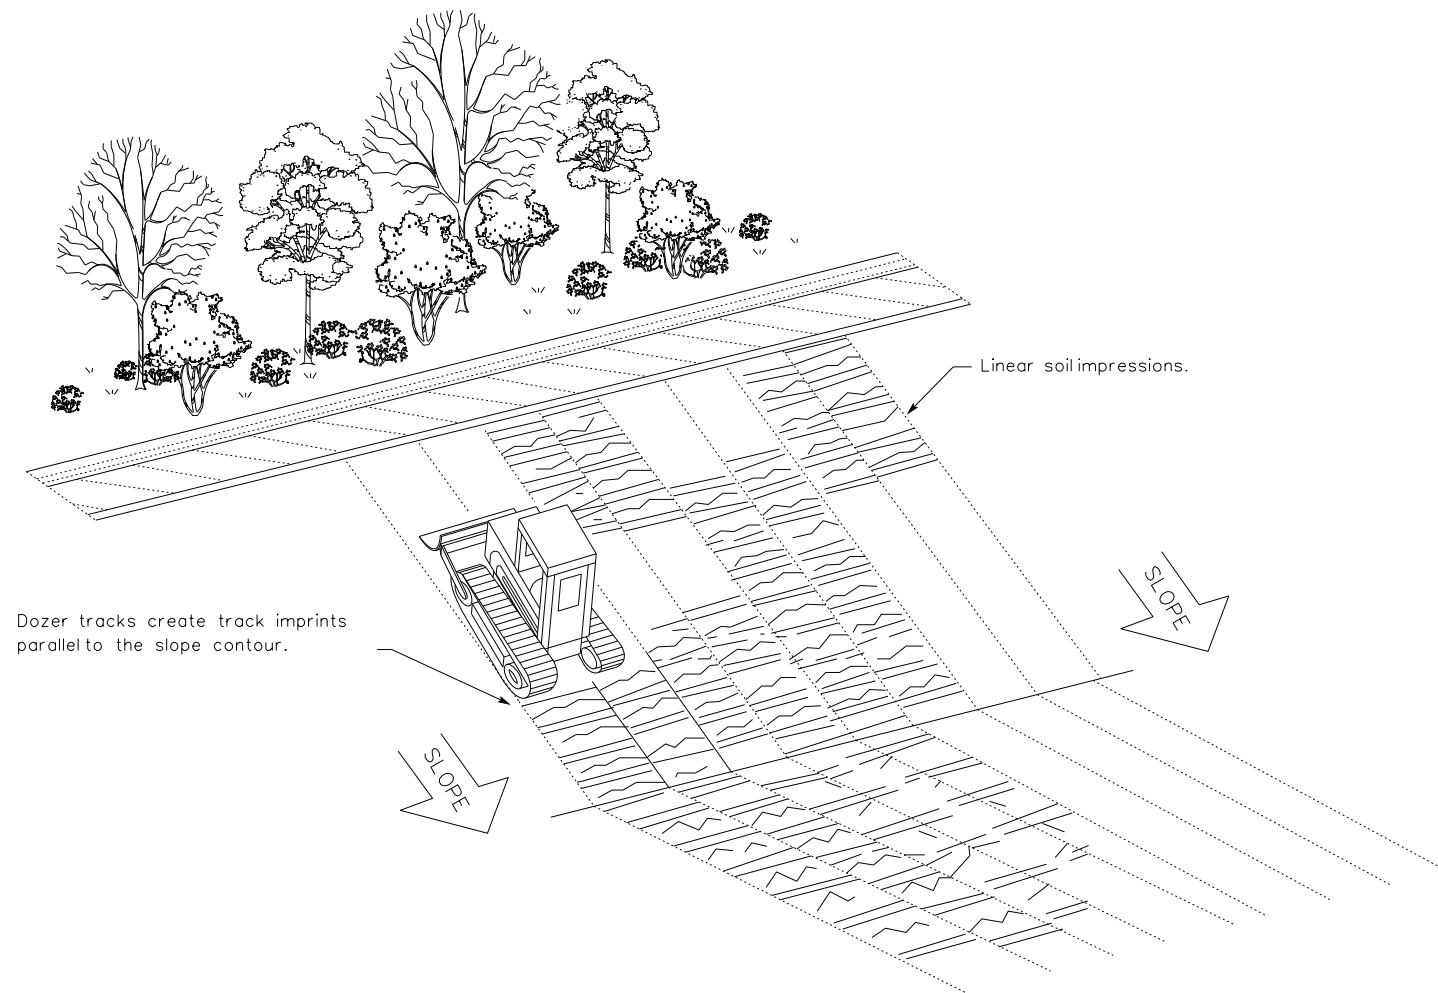 Linear soil impressions.
SLOPE
Dozer tracks create track imprints
parallel to the slope contour.
SLOPE